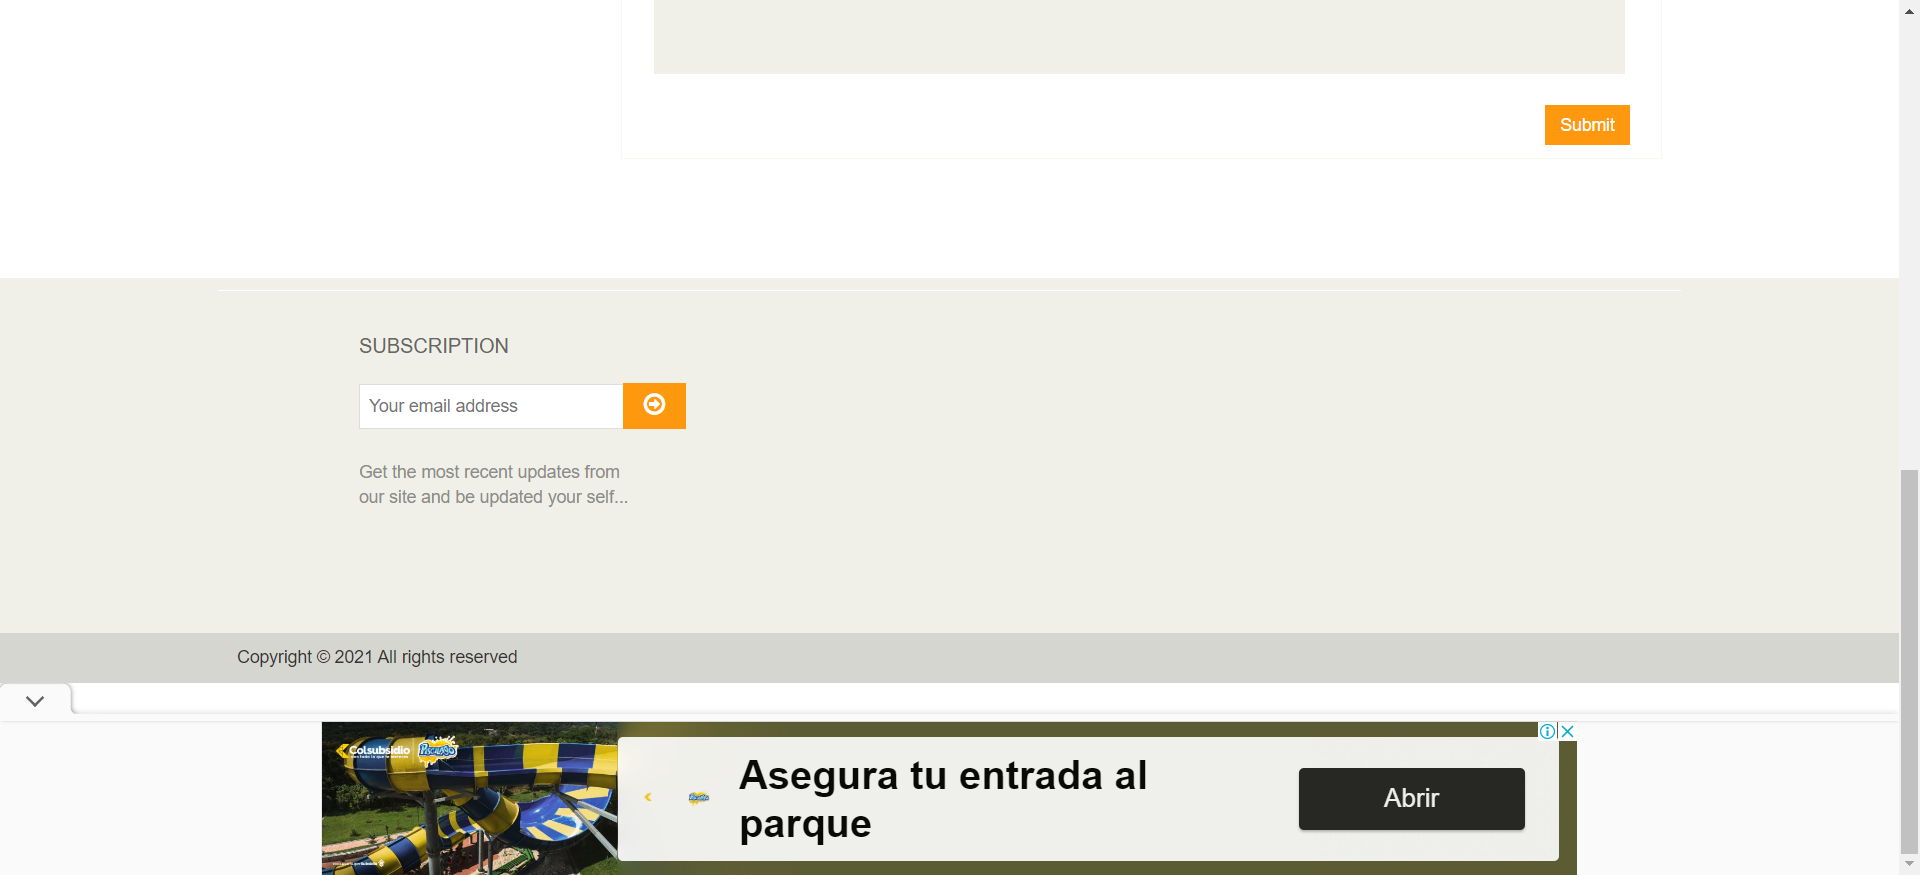 Submit
SUBSCRIPTION
Your email address
Get the most recent updates from
our site and be updated your self...
Copyright © 2021 All rights reserved
Colsubsidio
Asegura tu entrada al
parque
Abrir